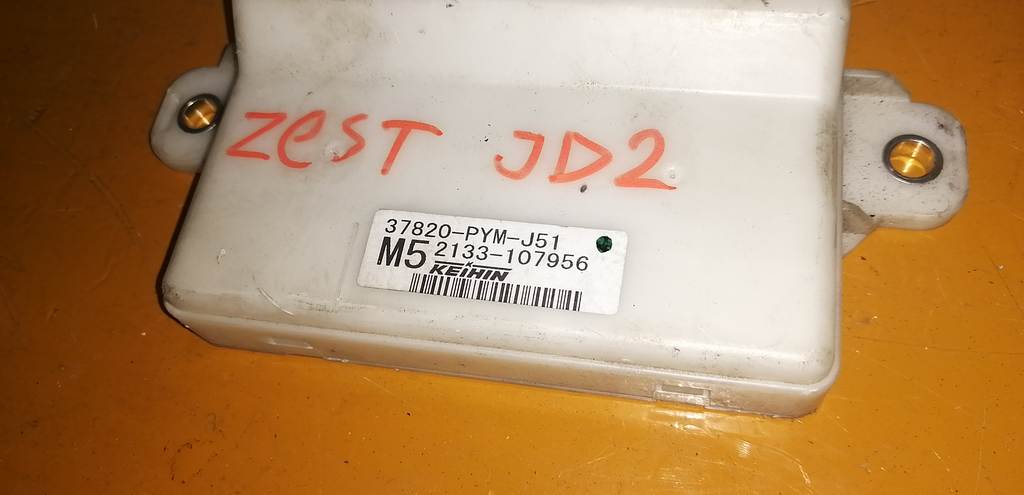 ZEST JD2
37820-PYM-J51
M5 2133-107956
KEIHIN